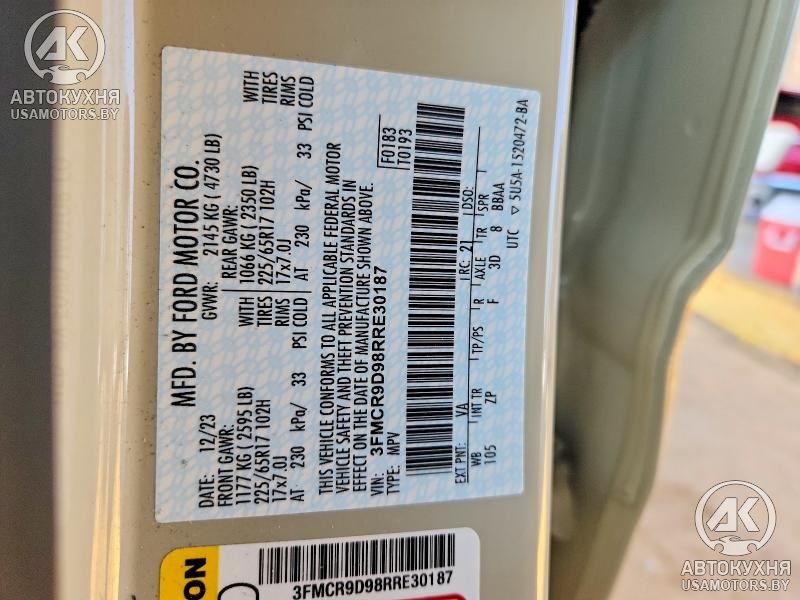 АВТОКУХНЯ
USAMOTORS.BY
MFD. BY FORD MOTOR CO.
DATE: 12/23 GVWR: 2145 KG ( 4730 LB)
FRONT GAWR: REAR GAWR: WITH
1177 KG ( 2595 LB) 1066 KG ( 2350 LB) TIRES
225/65R17 102H 225/65R17 102H RIMS
17x7.0J RIMS 17x7.0J PSI COLD
AT 230 kPa/ 33 PSI COLD AT 230 kPa/ 33
WITH
TIRES
THIS VEHICLE CONFORMS TO ALL APPLICABLE FEDERAL MOTOR
VEHICLE SAFETY AND THEFT PREVENTION STANDARDS IN
EFFECT ON THE DATE OF MANUFACTURE SHOWN ABOVE.
VIN: 3FMCR9D98RRE30187
TYPE: MPV
F0183
T0193
EXT PNT: VA RC: 21 DSO:
WB INT TR TP/PS R AXLE TR SPR
105 ZP F 3D 8 BBAA
UTC ▽ 5U5A-1520472-BA
ON
3FMCR9D98RRE30187
АВТОКУХНЯ
USAMOTORS.BY